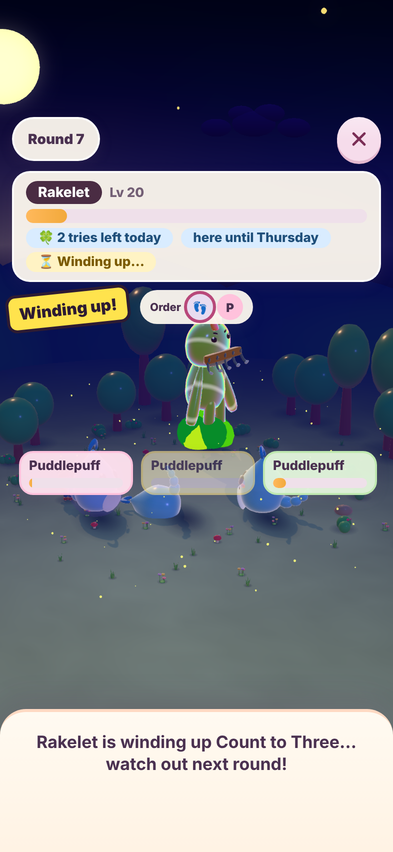 Round 7
Rakelet Lv 20
🍀 2 tries left today here until Thursday
⏳ Winding up...
Winding up!
Order 👣 P
Puddlepuff Puddlepuff Puddlepuff
Rakelet is winding up Count to Three...
watch out next round!